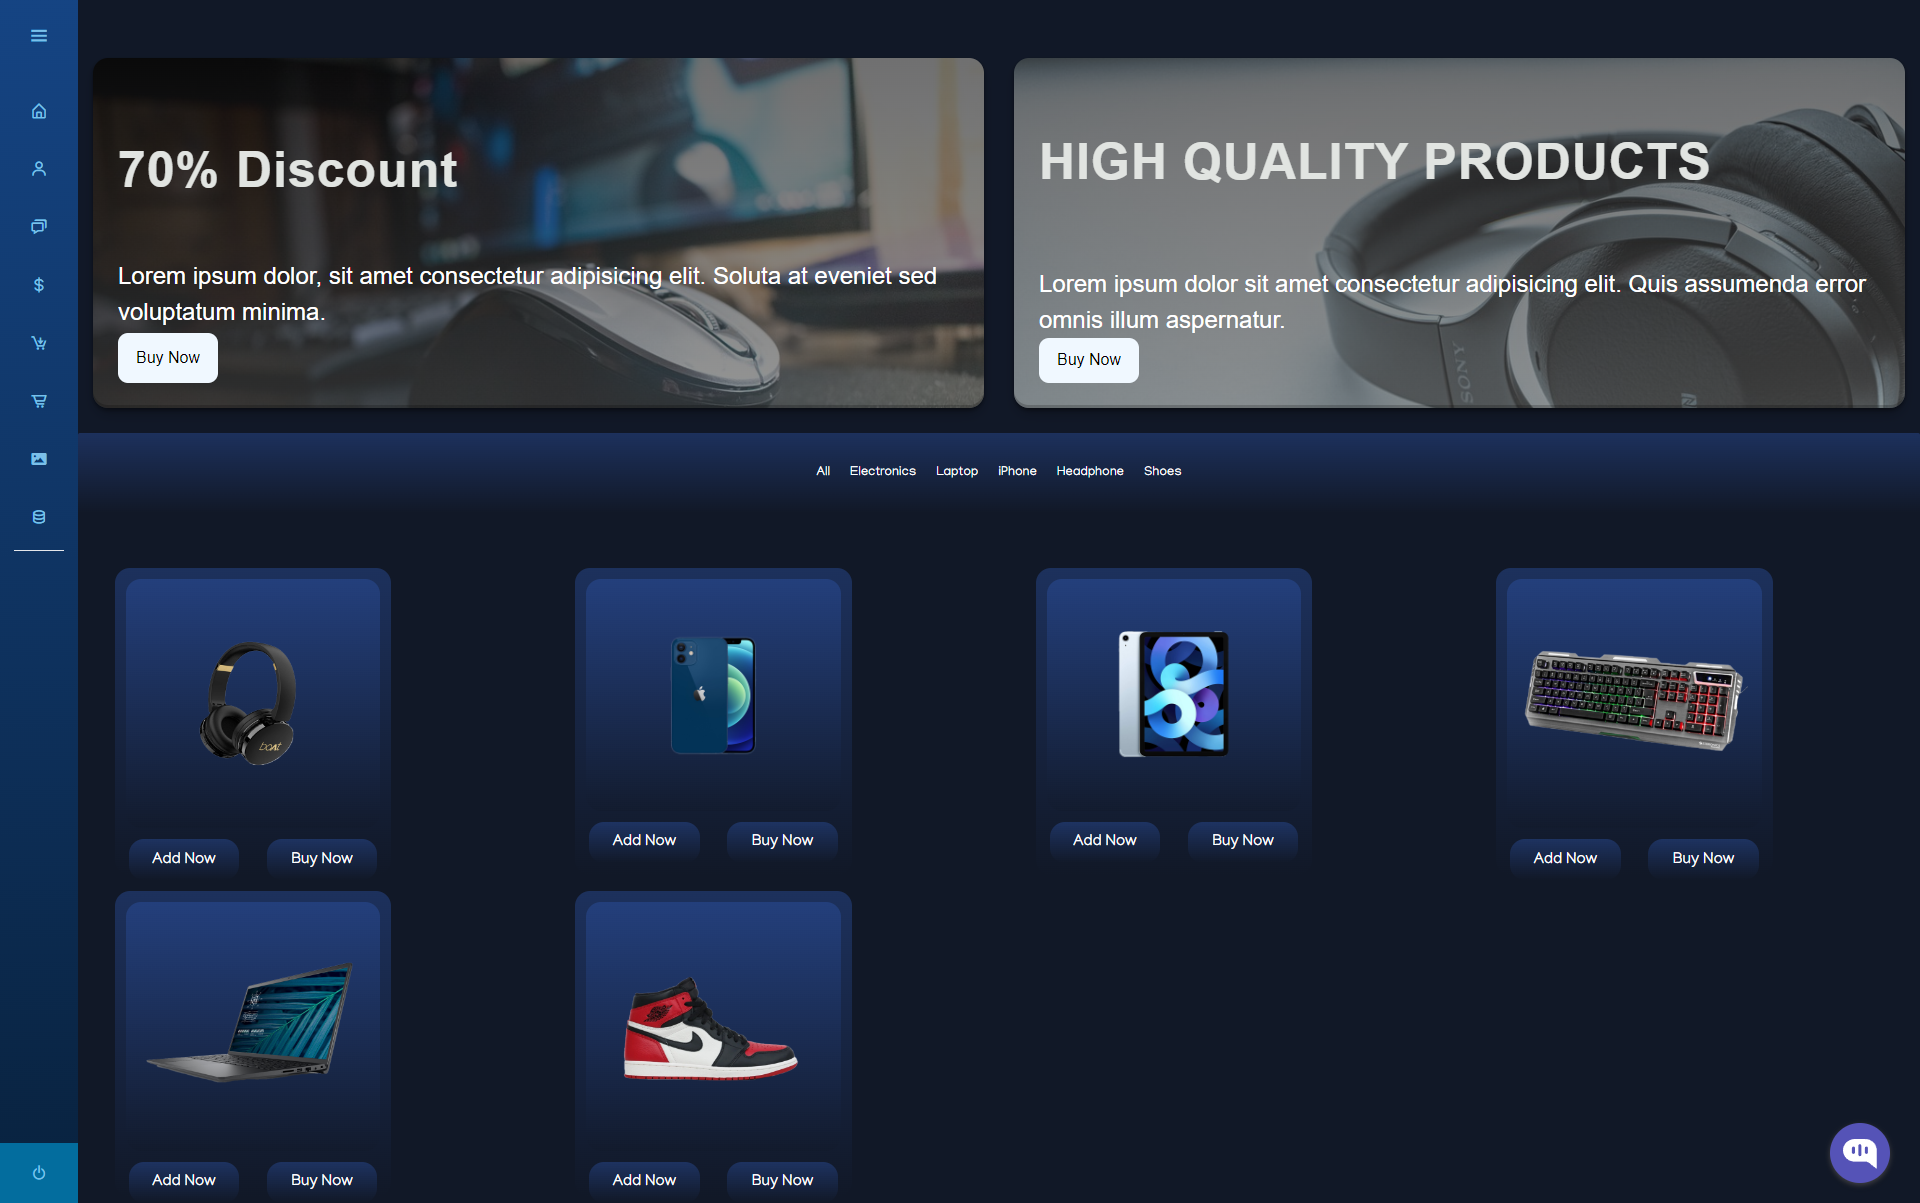 70% Discount
Lorem ipsum dolor, sit amet consectetur adipisicing elit. Soluta at eveniet sed
voluptatum minima.
Buy Now
HIGH QUALITY PRODUCTS
Lorem ipsum dolor sit amet consectetur adipisicing elit. Quis assumenda error
omnis illum aspernatur.
Buy Now
SONY
All Electronics Laptop iPhone Headphone Shoes
boAt
Add Now Buy Now
Add Now Buy Now
Add Now Buy Now
Add Now Buy Now
Add Now Buy Now
Add Now Buy Now